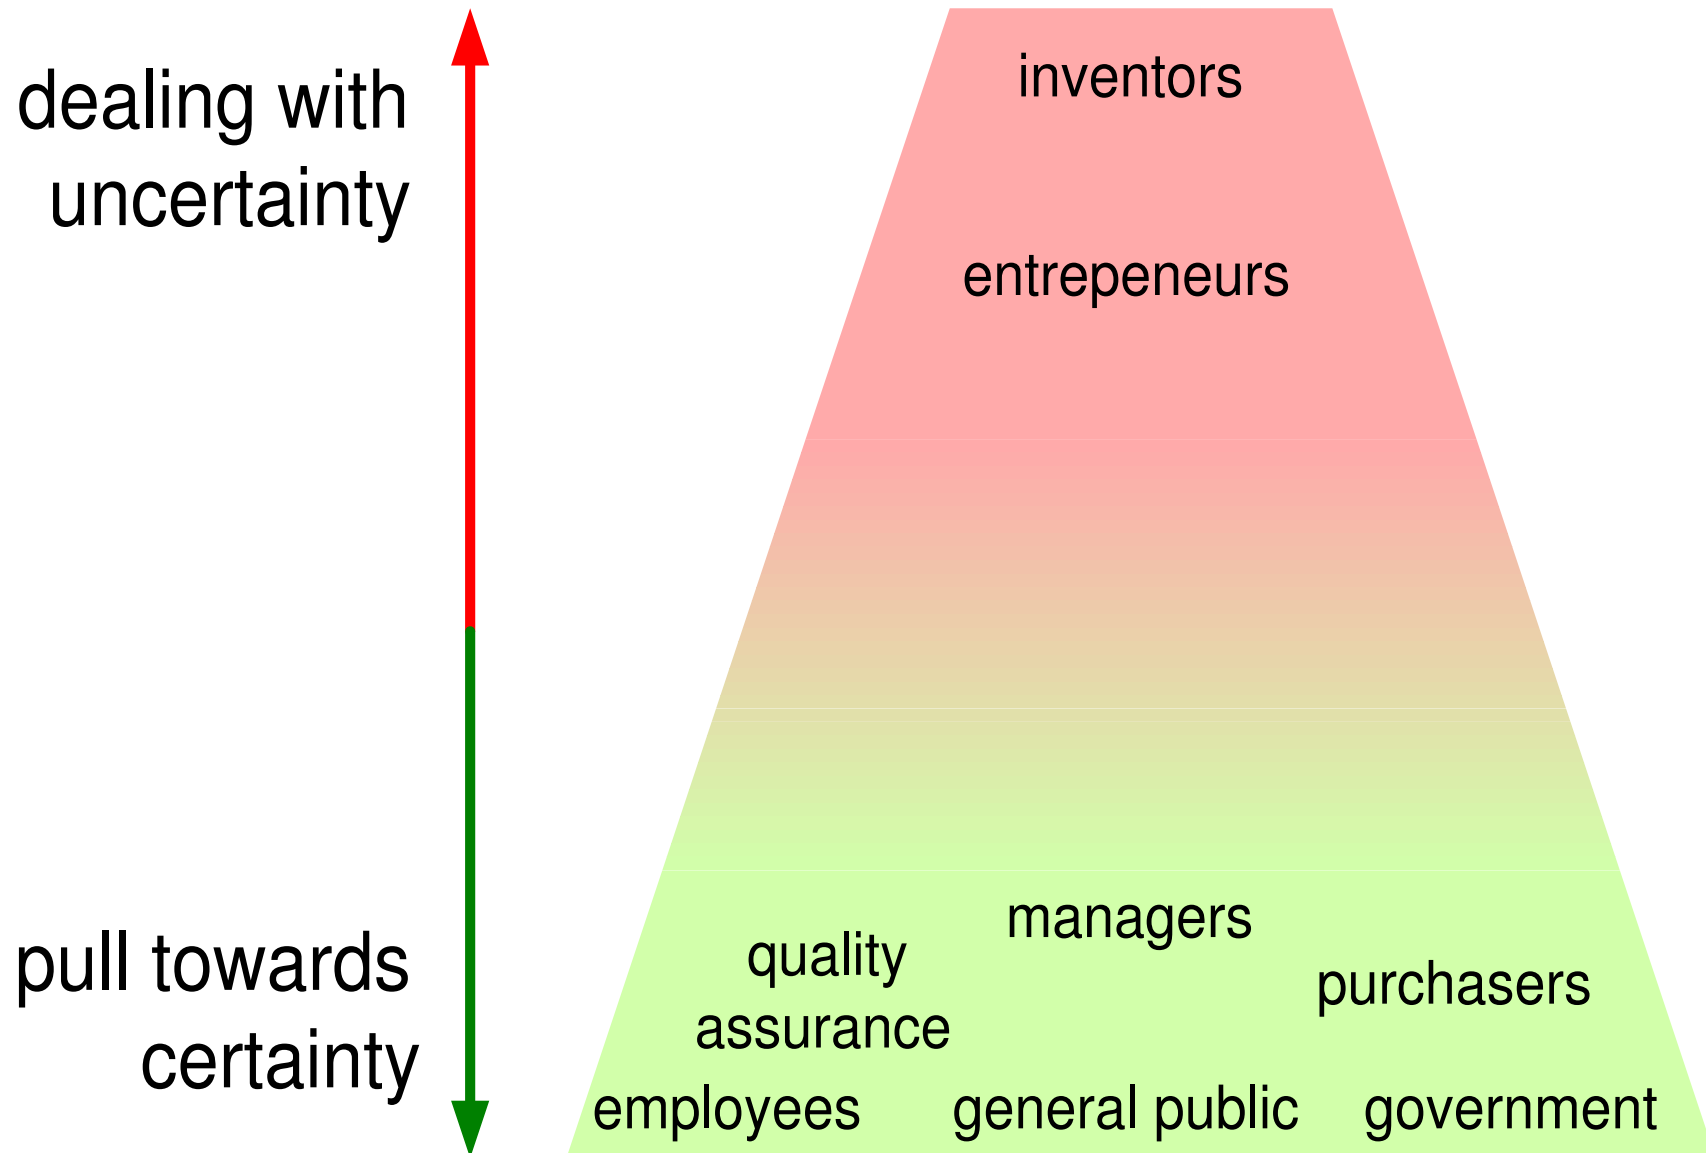 dealing with
uncertainty
inventors
entrepeneurs
pull towards
certainty
managers
quality
assurance
purchasers
employees
general public
government